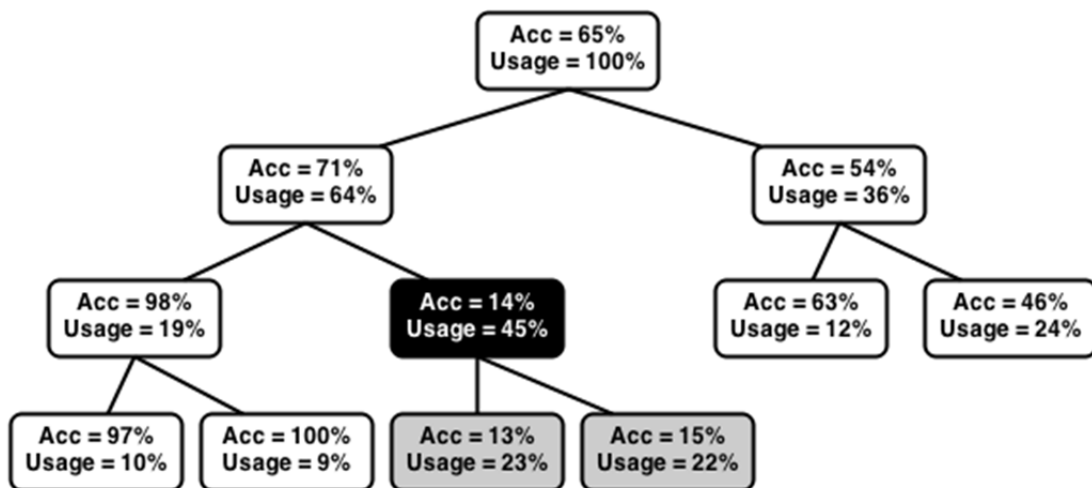 Acc = 65%
Usage = 100%
Acc = 71%
Usage = 64%
Acc = 54%
Usage = 36%
Acc = 98%
Usage = 19%
Acc = 14%
Usage = 45%
Acc = 63%
Usage = 12%
Acc = 46%
Usage = 24%
Acc = 97%
Usage = 10%
Acc = 100%
Usage = 9%
Acc = 13%
Usage = 23%
Acc = 15%
Usage = 22%